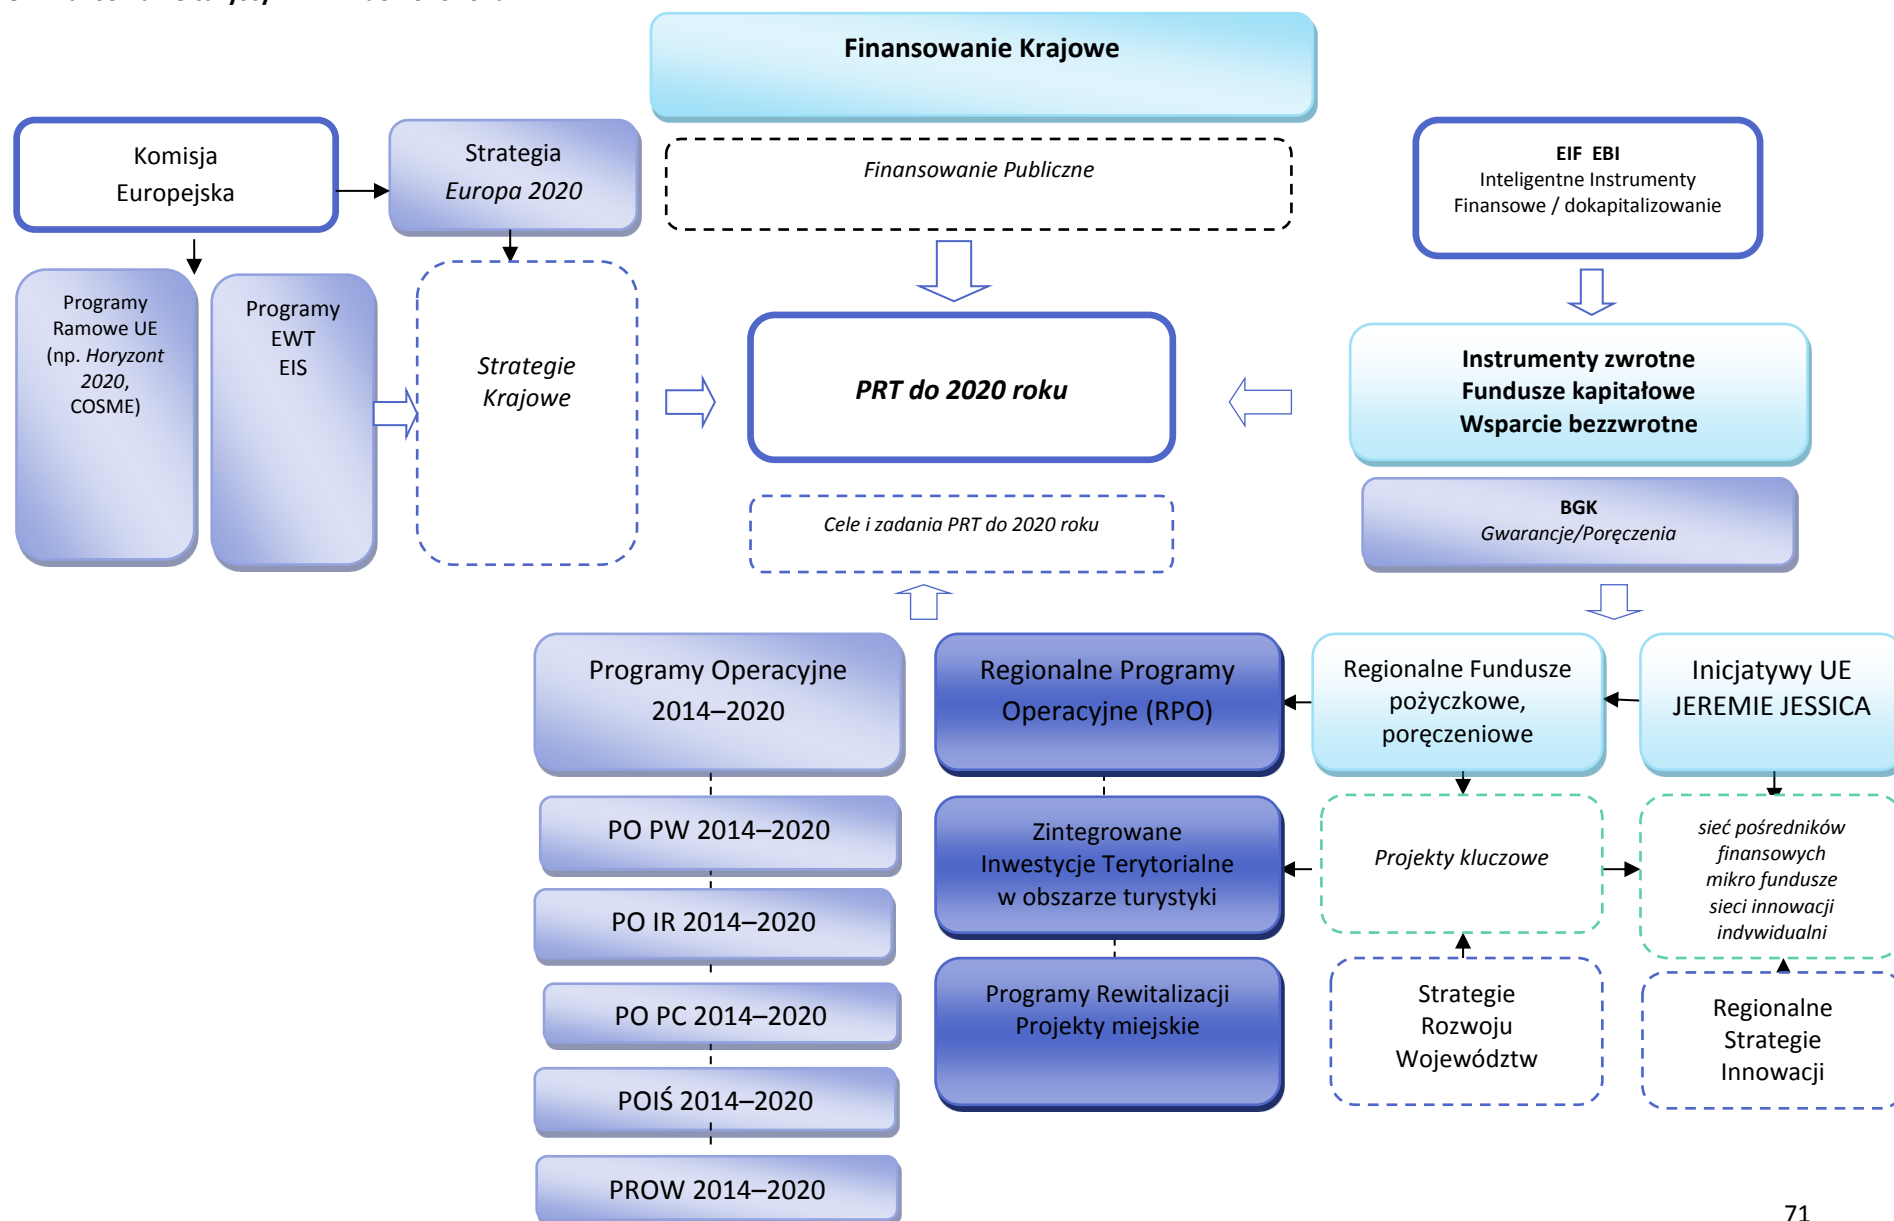 Finansowanie Krajowe
Komisja
Europejska
Strategia
Europa 2020
Finansowanie Publiczne
EIF EBI
Inteligentne Instrumenty
Finansowe / dokapitalizowanie
Programy
Ramowe UE
(np. Horyzont
2020,
COSME)
Programy
EWT
EIS
Strategie
Krajowe
PRT do 2020 roku
Instrumenty zwrotne
Fundusze kapitałowe
Wsparcie bezzwrotne
Cele i zadania PRT do 2020 roku
BGK
Gwarancje/Poręczenia
Programy Operacyjne
2014–2020
Regionalne Programy
Operacyjne (RPO)
Regionalne Fundusze
pożyczkowe,
poręczeniowe
Inicjatywy UE
JEREMIE JESSICA
PO PW 2014–2020
Zintegrowane
Inwestycje Terytorialne
w obszarze turystyki
Projekty kluczowe
sieć pośredników
finansowych
mikro fundusze
sieci innowacji
indywidualni
PO IR 2014–2020
PO PC 2014–2020
Programy Rewitalizacji
Projekty miejskie
Strategie
Rozwoju
Województw
Regionalne
Strategie
Innowacji
POIŚ 2014–2020
PROW 2014–2020
71